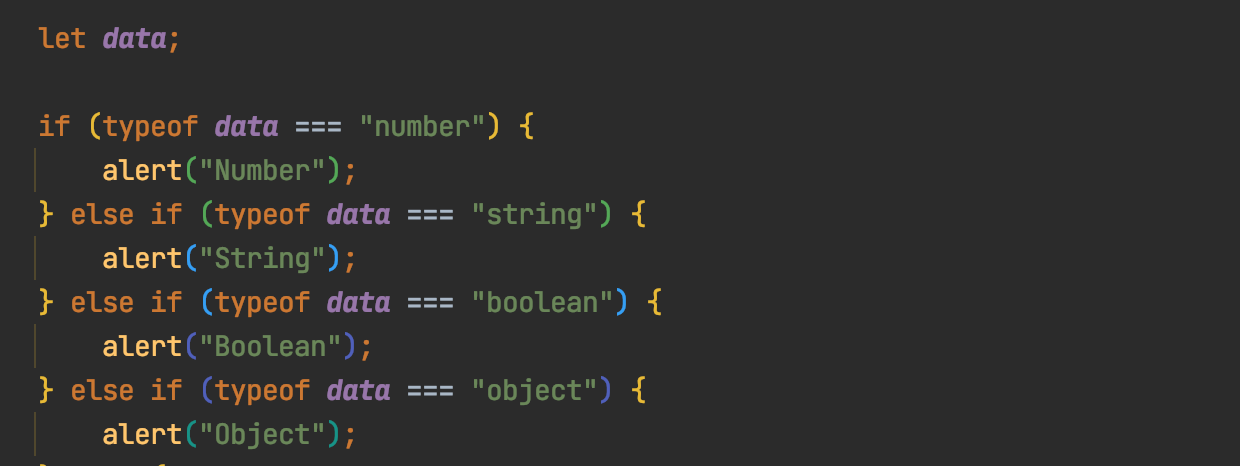 let data;

if (typeof data === "number") {
    alert("Number");
} else if (typeof data === "string") {
    alert("String");
} else if (typeof data === "boolean") {
    alert("Boolean");
} else if (typeof data === "object") {
    alert("Object");